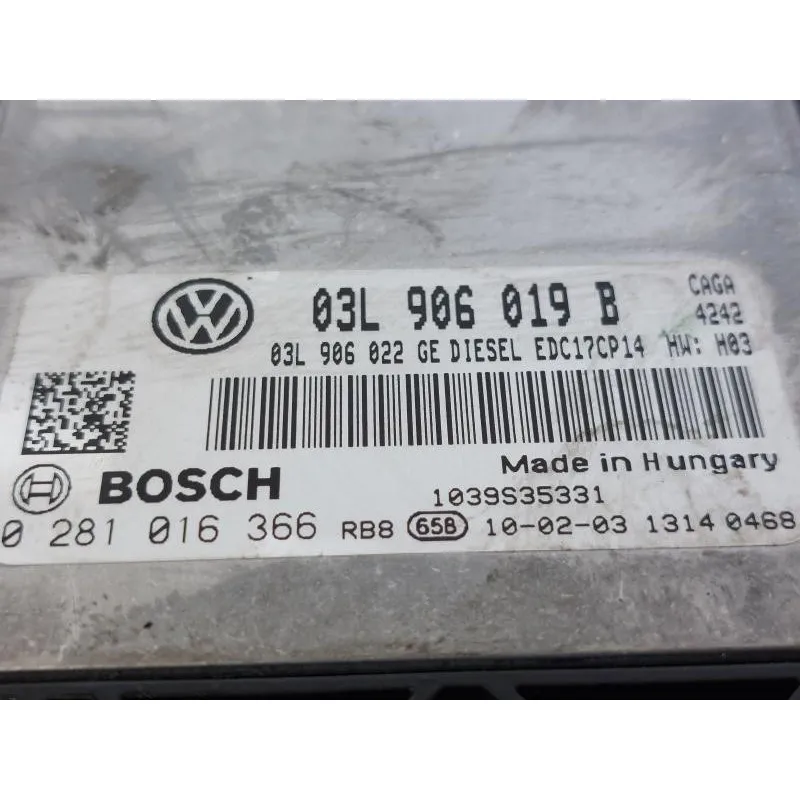 03L 906 019 B CAGA
4242
03L 906 022 GE DIESEL EDC17CP14 HW: H03
Made in Hungary
BOSCH
1039S35331
0 281 016 366 RB8 65B 10-02-03 1314 0468